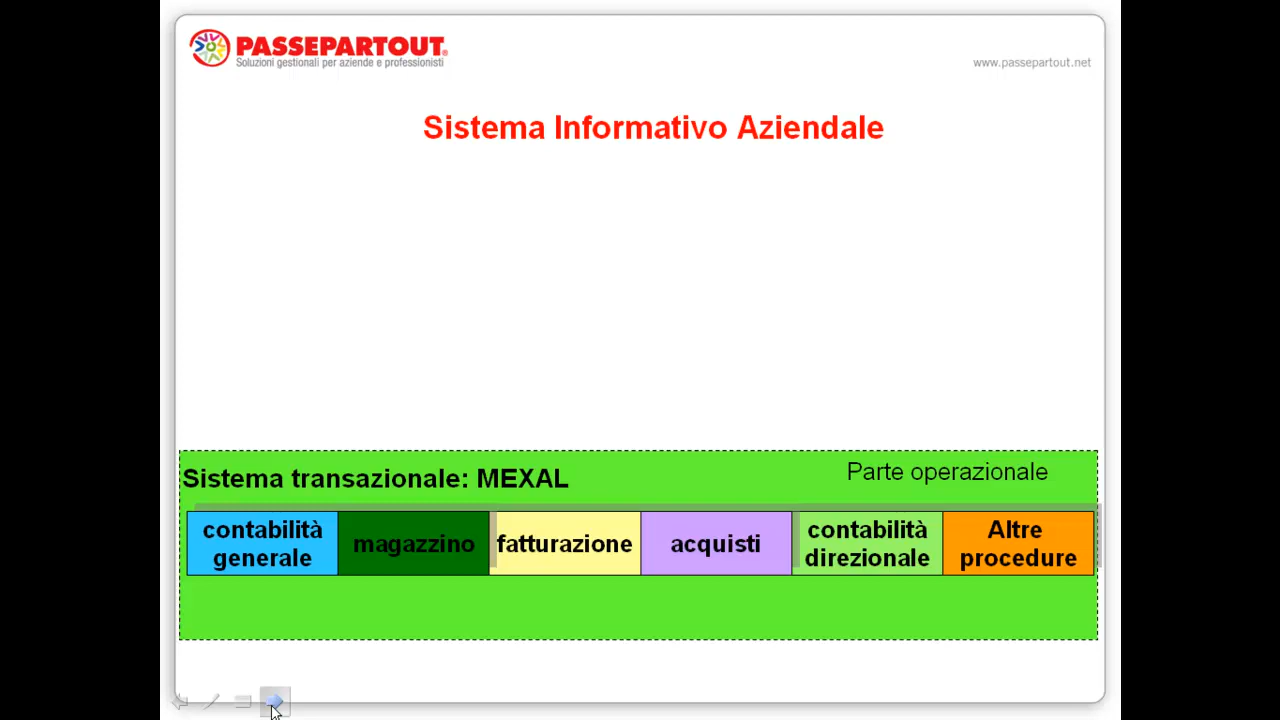 PASSEPARTOUT®
Soluzioni gestionali per aziende e professionisti
www.passepartout.net
Sistema Informativo Aziendale
Sistema transazionale: MEXAL
Parte operazionale
contabilità
generale
magazzino
fatturazione
acquisti
contabilità
direzionale
Altre
procedure